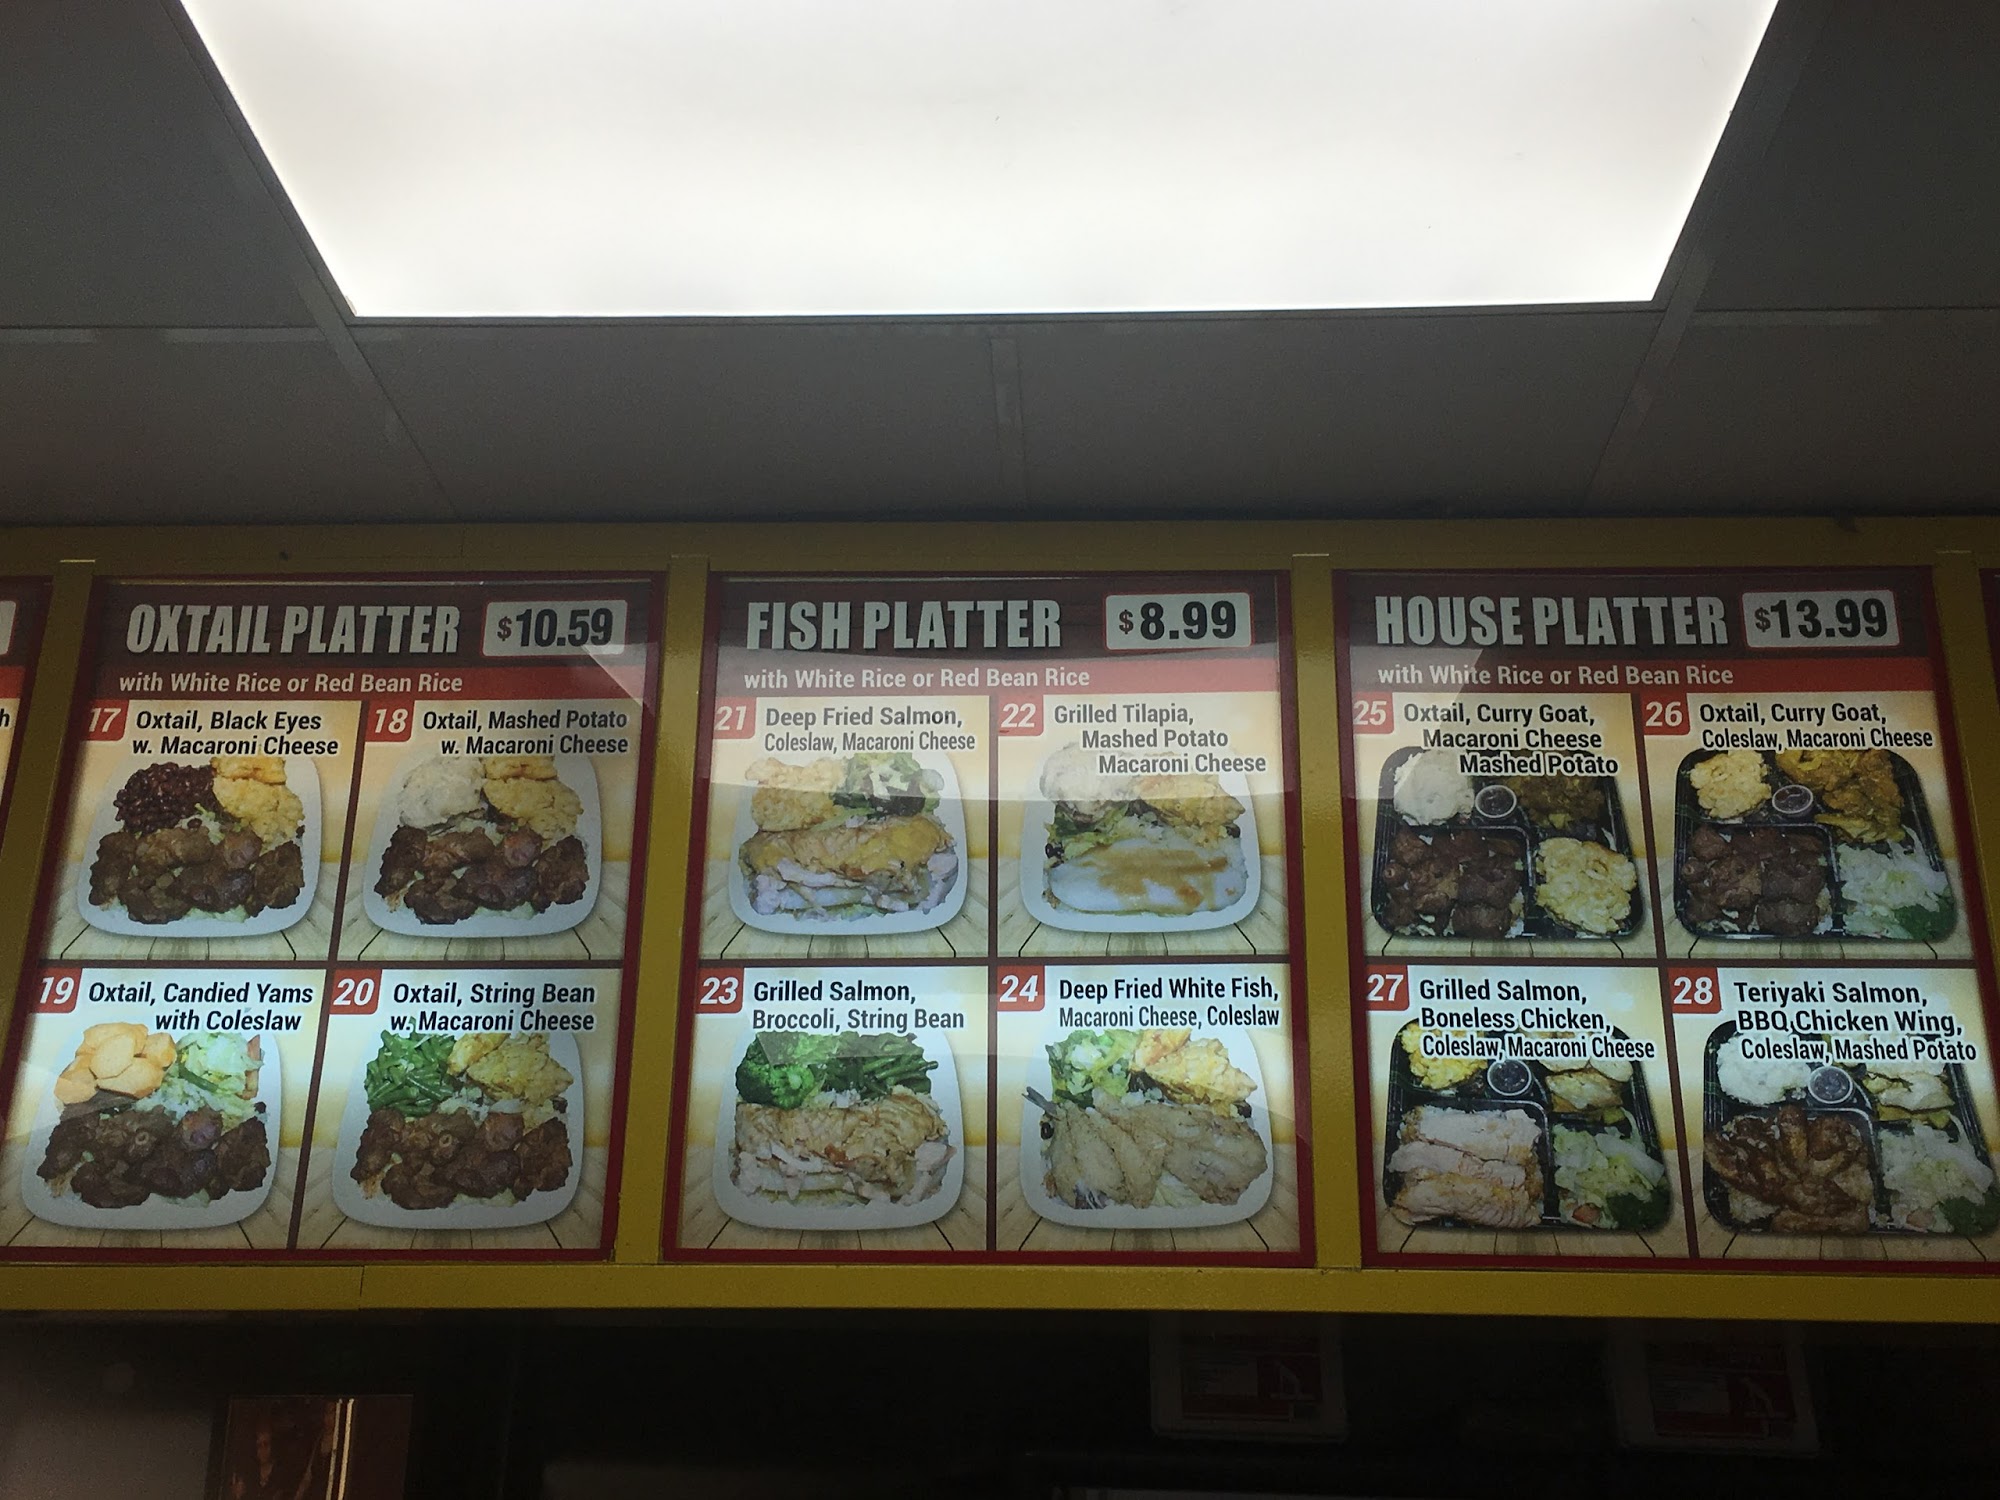 h
OXTAIL PLATTER $10.59
with White Rice or Red Bean Rice
17 Oxtail, Black Eyes
w. Macaroni Cheese
18 Oxtail, Mashed Potato
w. Macaroni Cheese
19 Oxtail, Candied Yams
with Coleslaw
20 Oxtail, String Bean
w. Macaroni Cheese
FISH PLATTER $8.99
with White Rice or Red Bean Rice
21 Deep Fried Salmon,
Coleslaw, Macaroni Cheese
22 Grilled Tilapia,
Mashed Potato
Macaroni Cheese
23 Grilled Salmon,
Broccoli, String Bean
24 Deep Fried White Fish,
Macaroni Cheese, Coleslaw
HOUSE PLATTER $13.99
with White Rice or Red Bean Rice
25 Oxtail, Curry Goat,
Macaroni Cheese
Mashed Potato
26 Oxtail, Curry Goat,
Coleslaw, Macaroni Cheese
27 Grilled Salmon,
Boneless Chicken,
Coleslaw, Macaroni Cheese
28 Teriyaki Salmon,
BBQ Chicken Wing,
Coleslaw, Mashed Potato